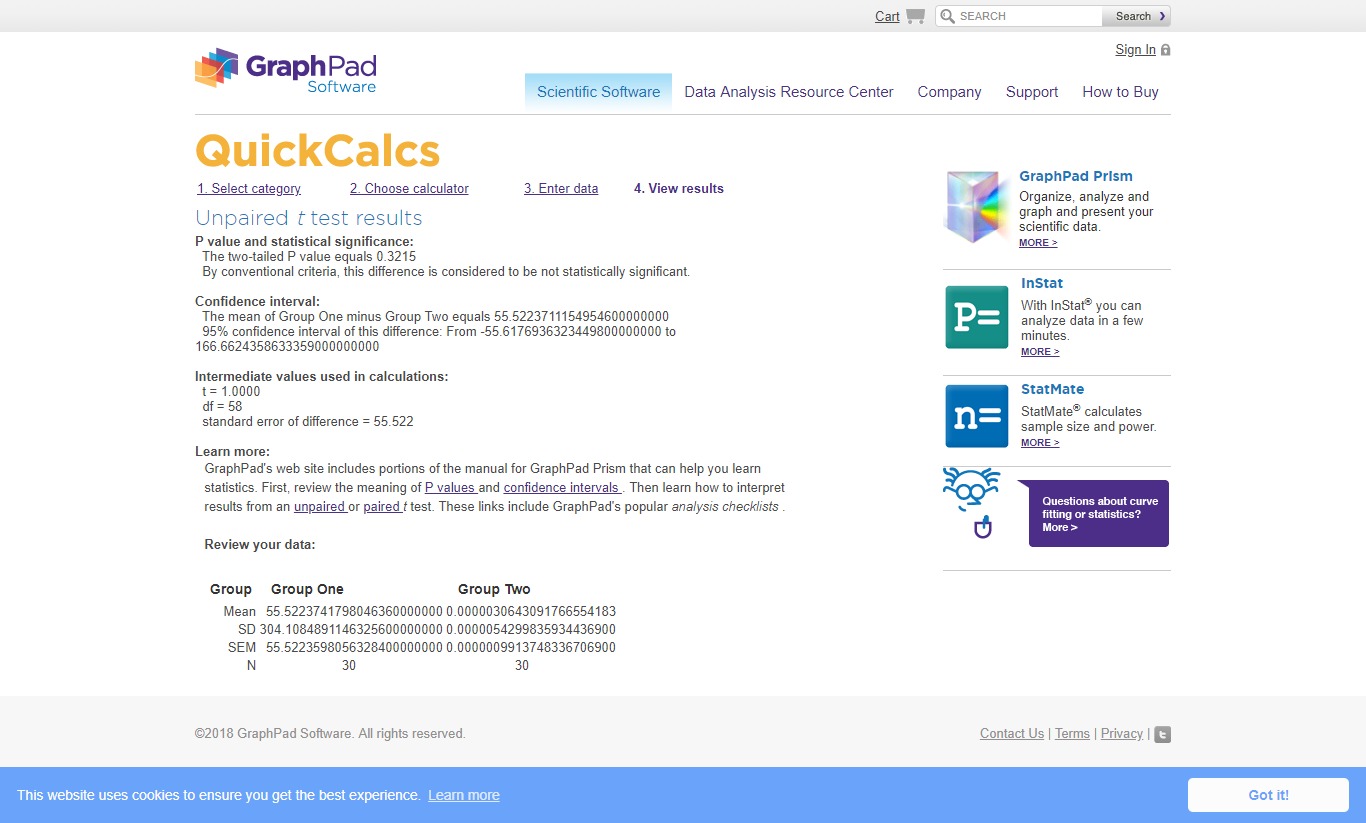 Cart
SEARCH
Search ❯
Sign In
GraphPad
Software
Scientific Software Data Analysis Resource Center Company Support How to Buy
QuickCalcs
1. Select category 2. Choose calculator 3. Enter data 4. View results
Unpaired t test results
P value and statistical significance:
The two-tailed P value equals 0.3215
By conventional criteria, this difference is considered to be not statistically significant.
Confidence interval:
The mean of Group One minus Group Two equals 55.5223711154954600000000
95% confidence interval of this difference: From -55.6176936323449800000000 to
166.6624358633359000000000
Intermediate values used in calculations:
t = 1.0000
df = 58
standard error of difference = 55.522
Learn more:
GraphPad's web site includes portions of the manual for GraphPad Prism that can help you learn
statistics. First, review the meaning of P values and confidence intervals . Then learn how to interpret
results from an unpaired or paired t test. These links include GraphPad's popular analysis checklists .
Review your data:
Group Group One Group Two
Mean 55.5223741798046360000000 0.0000030643091766554183
SD 304.1084891146325600000000 0.0000054299835934436900
SEM 55.5223598056328400000000 0.0000009913748336706900
N 30 30
GraphPad Prism
Organize, analyze and
graph and present your
scientific data.
MORE >
P=
InStat
With InStat® you can
analyze data in a few
minutes.
MORE >
n=
StatMate
StatMate® calculates
sample size and power.
MORE >
Questions about curve
fitting or statistics?
More >
©2018 GraphPad Software. All rights reserved.
Contact Us | Terms | Privacy |
This website uses cookies to ensure you get the best experience. Learn more
Got it!